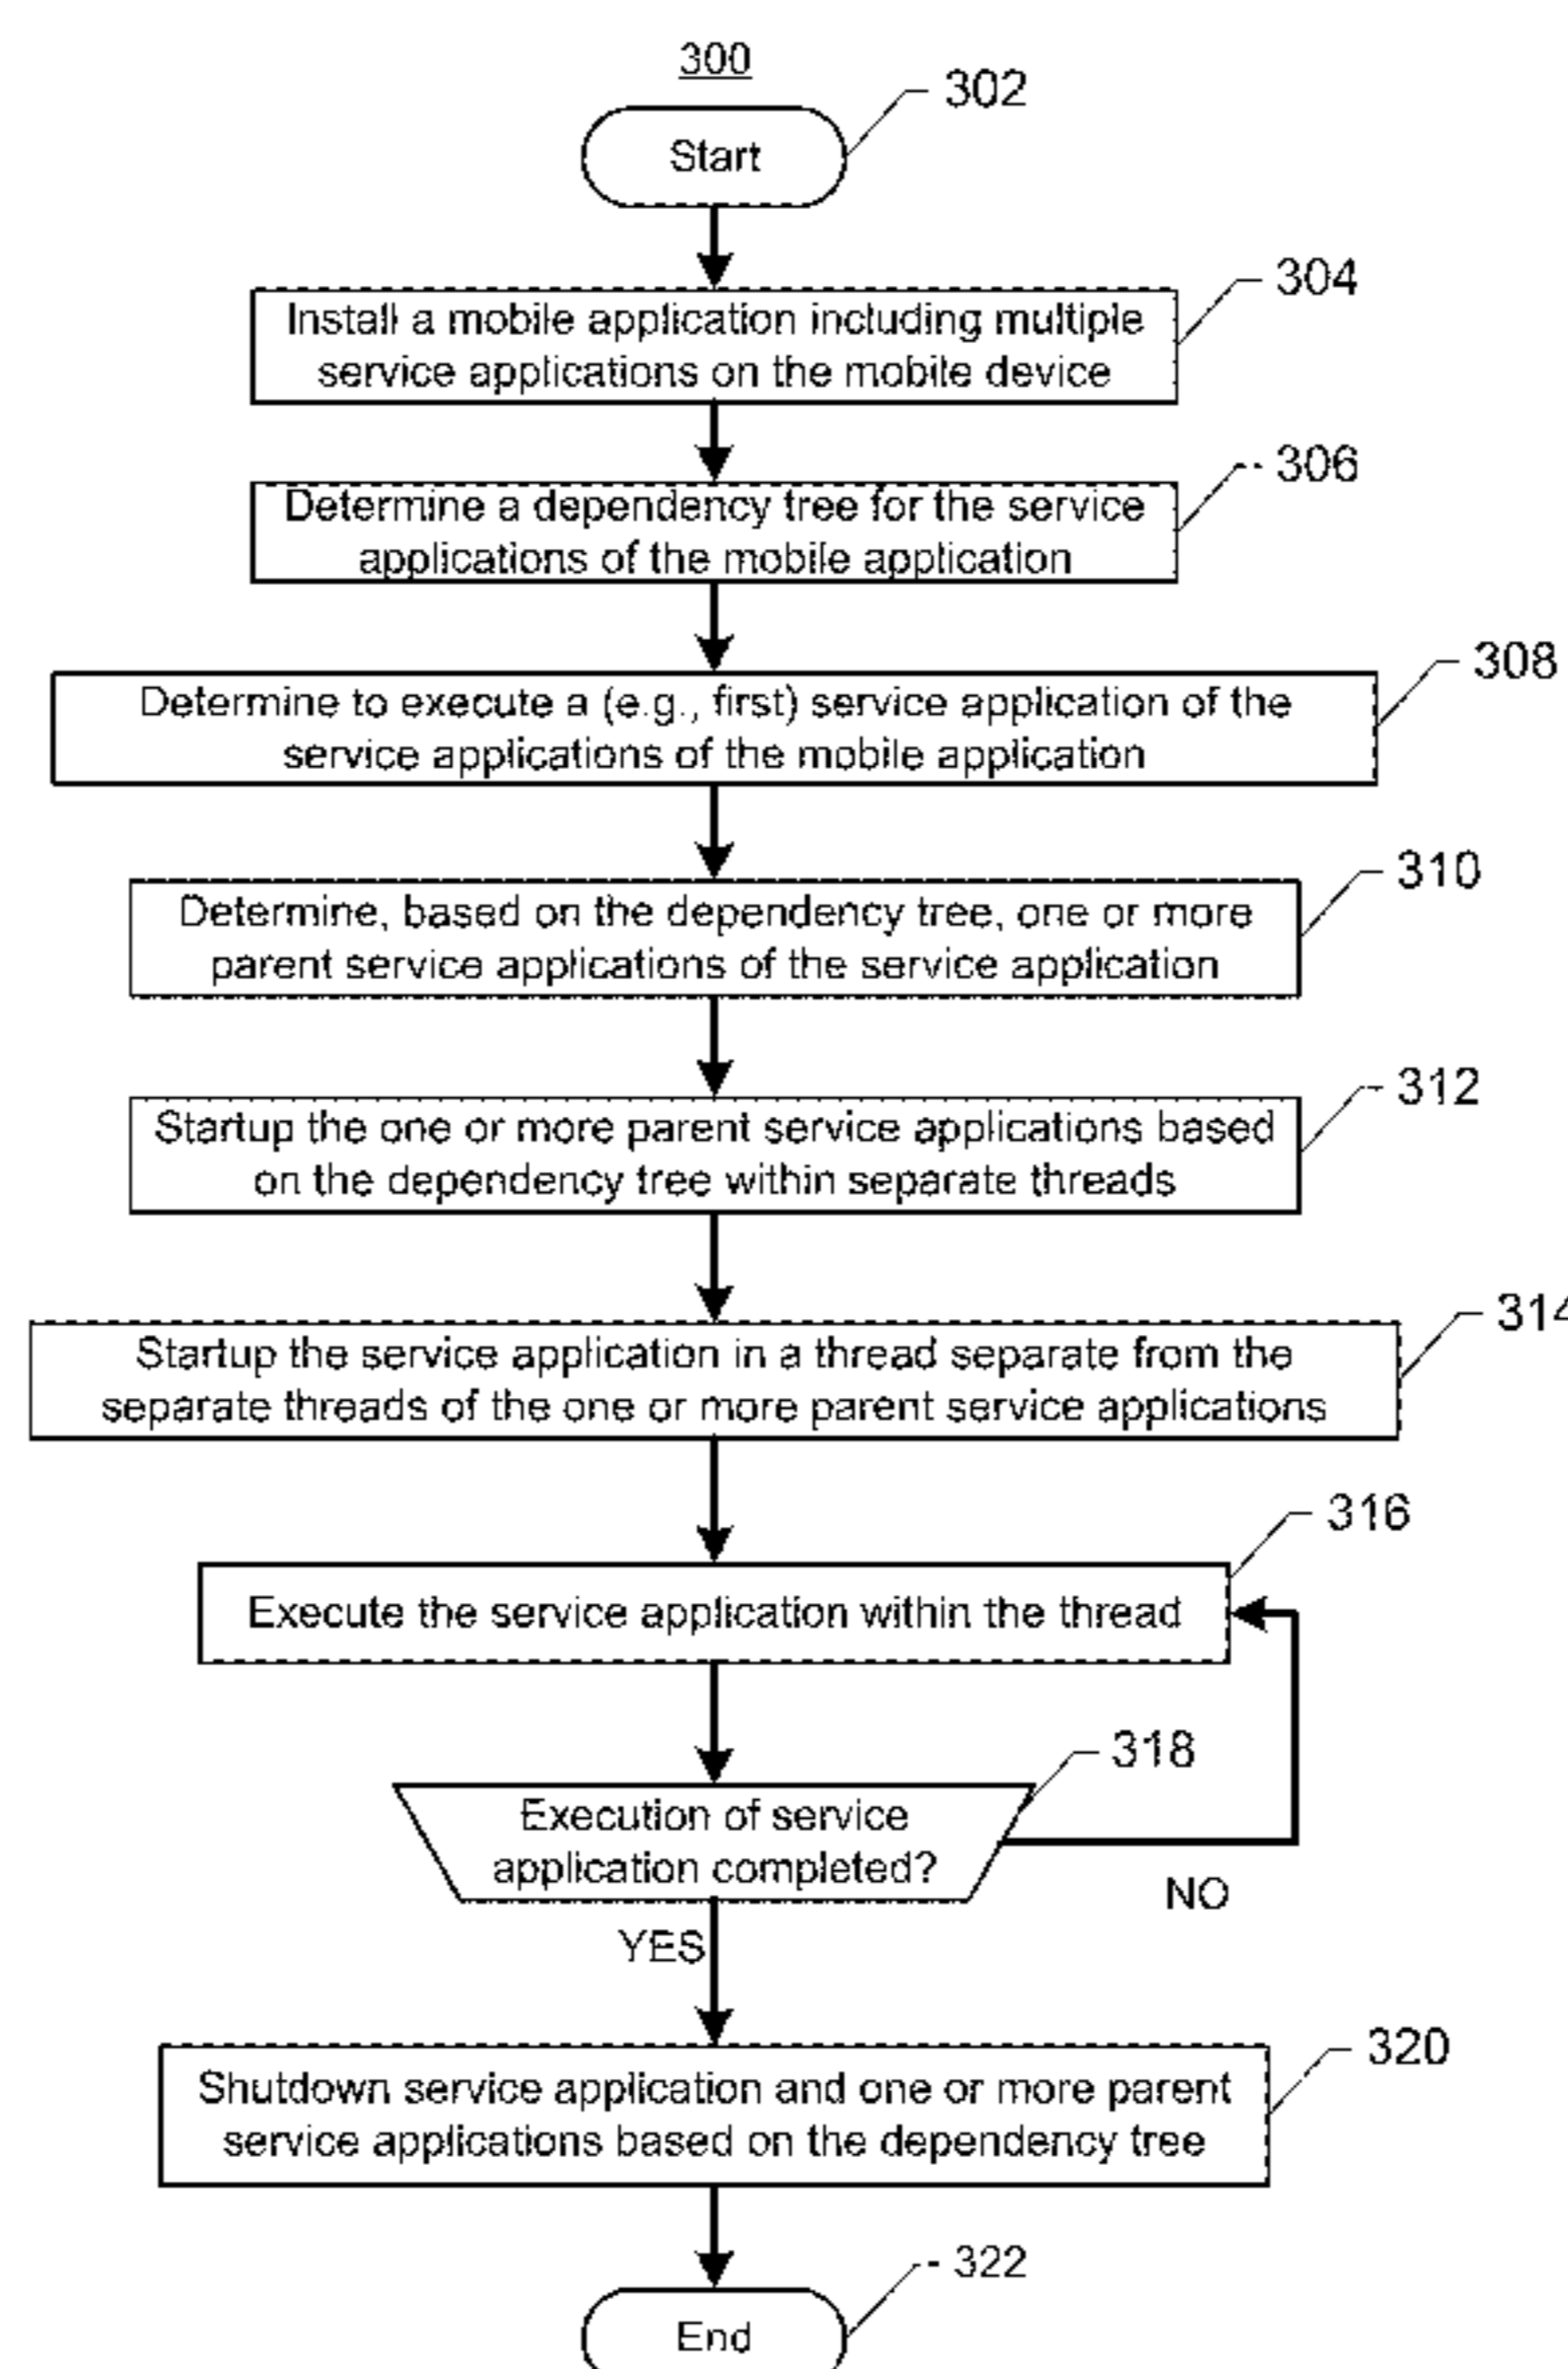 300
302
Start
304
Install a mobile application including multiple
service applications on the mobile device
306
Determine a dependency tree for the service
applications of the mobile application
308
Determine to execute a (e.g., first) service application of the
service applications of the mobile application
310
Determine, based on the dependency tree, one or more
parent service applications of the service application
312
Startup the one or more parent service applications based
on the dependency tree within separate threads
314
Startup the service application in a thread separate from the
separate threads of the one or more parent service applications
316
Execute the service application within the thread
318
Execution of service
application completed?
NO
YES
320
Shutdown service application and one or more parent
service applications based on the dependency tree
322
End